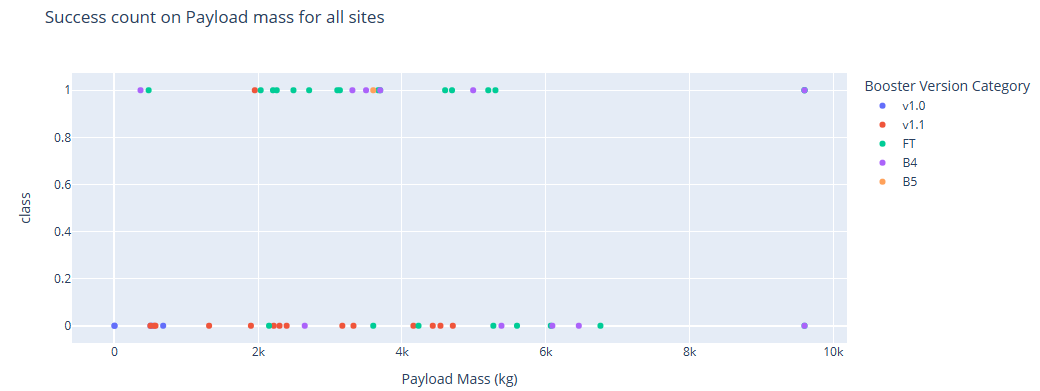 Success count on Payload mass for all sites
Booster Version Category
v1.0
v1.1
FT
B4
B5
class
1
0.8
0.6
0.4
0.2
0
0
2k
4k
6k
8k
10k
Payload Mass (kg)